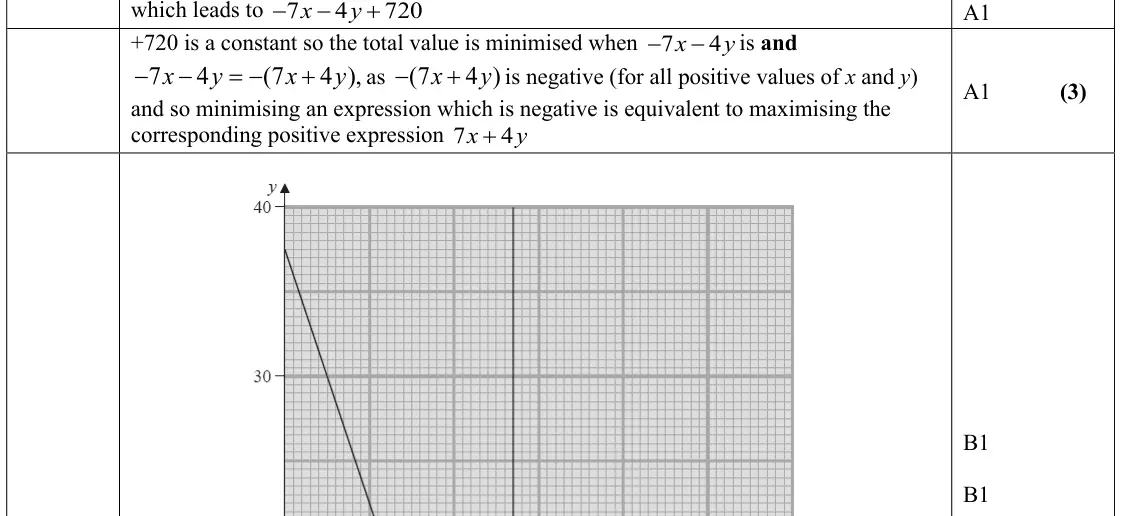 which leads to −7x − 4y + 720
A1
+720 is a constant so the total value is minimised when −7x − 4y is and
−7x − 4y = −(7x + 4y), as −(7x + 4y) is negative (for all positive values of x and y)
and so minimising an expression which is negative is equivalent to maximising the
corresponding positive expression 7x + 4y
A1 (3)
y
40
30
B1
B1